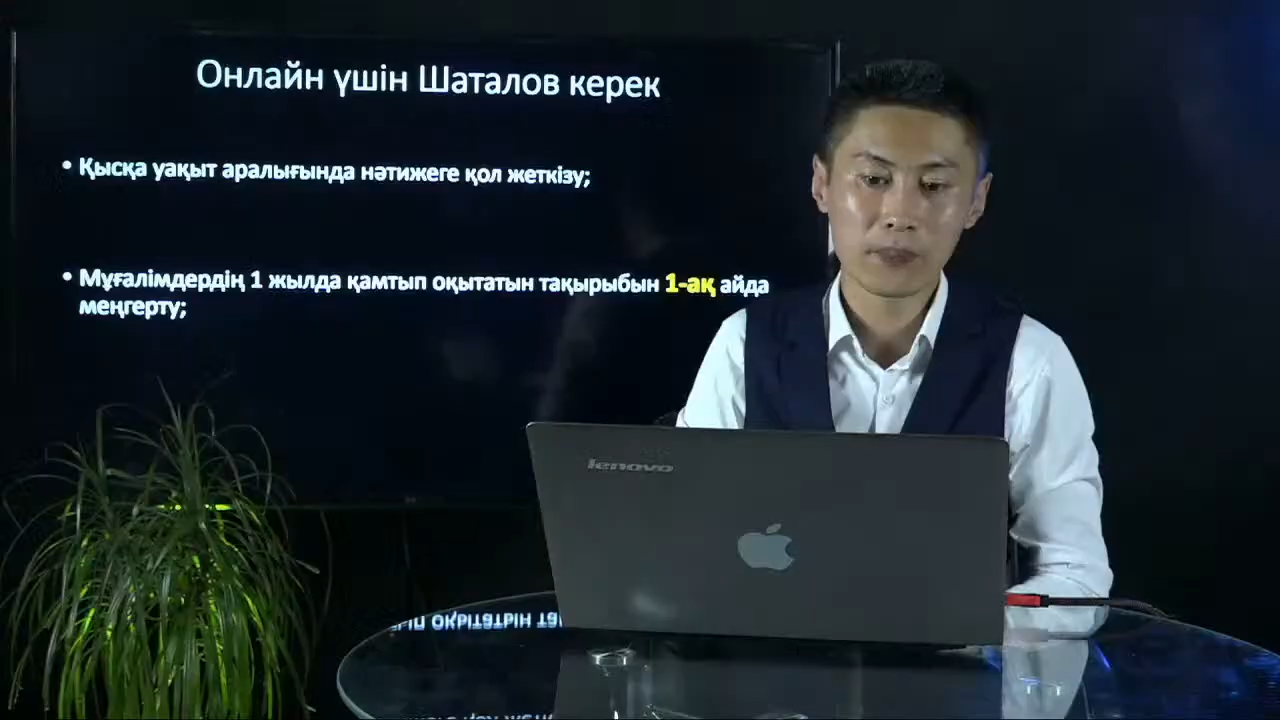 Онлайн үшін Шаталов керек
• Қысқа уақыт аралығында нәтижеге қол жеткізу;
• Мұғалімдердің 1 жылда қамтып оқытатын тақырыбын 1-ақ айда
меңгерту;
lenovo